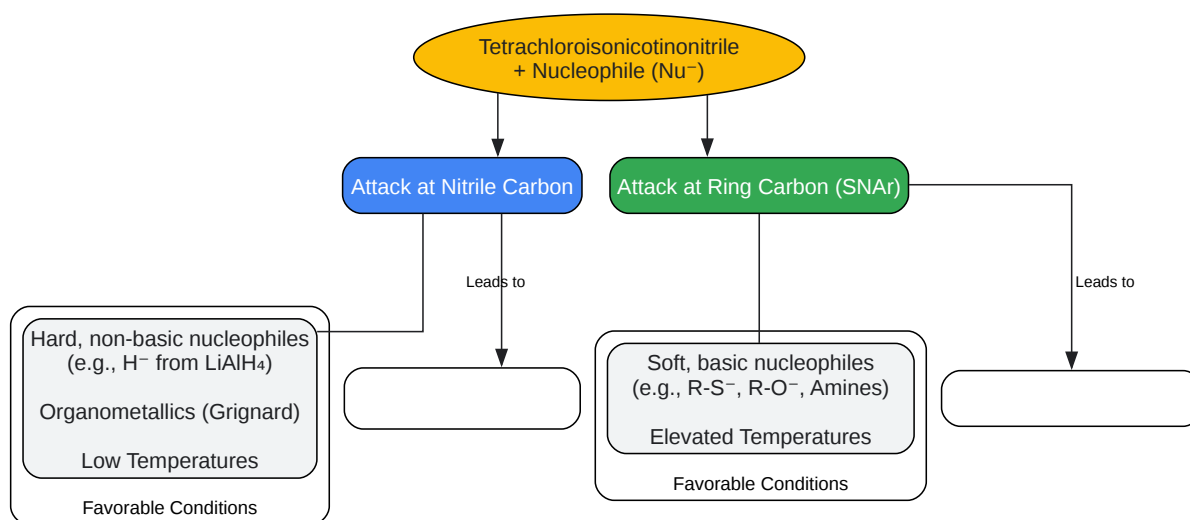 Tetrachloroisonicotinonitrile
+ Nucleophile (Nu⁻)
Attack at Nitrile Carbon
Attack at Ring Carbon (SNAr)
Leads to
Leads to
Hard, non-basic nucleophiles
(e.g., H⁻ from LiAlH₄)
Organometallics (Grignard)
Low Temperatures
Favorable Conditions
Soft, basic nucleophiles
(e.g., R-S⁻, R-O⁻, Amines)
Elevated Temperatures
Favorable Conditions